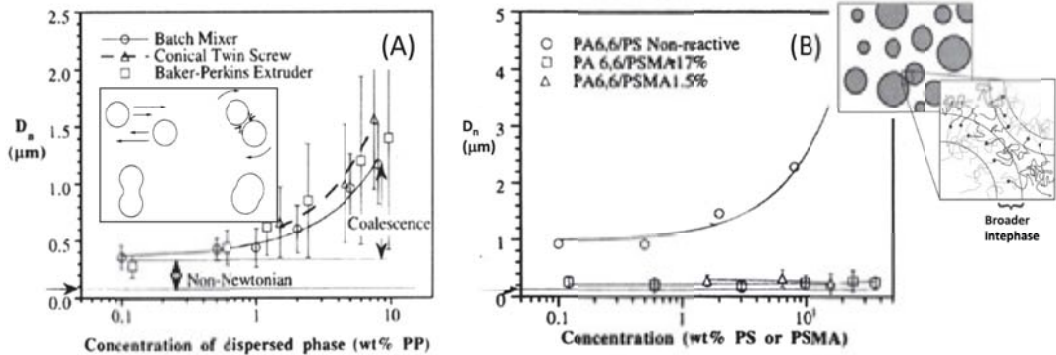 2.5
2.0
1.5
Dn
(μm)
1.0
0.5
0.0
(A)
Batch Mixer
Conical Twin Screw
Baker-Perkins Extruder
Coalescence
Non-Newtonian
0.1
1
10
Concentration of dispersed phase (wt% PP)
5
4
3
Dn
(μm)
2
1
0
(B)
PA6,6/PS Non-reactive
PA 6,6/PSMA 17%
PA6,6/PSMA1.5%
0.1
1
10¹
Concentration (wt% PS or PSMA)
Broader
Intephase